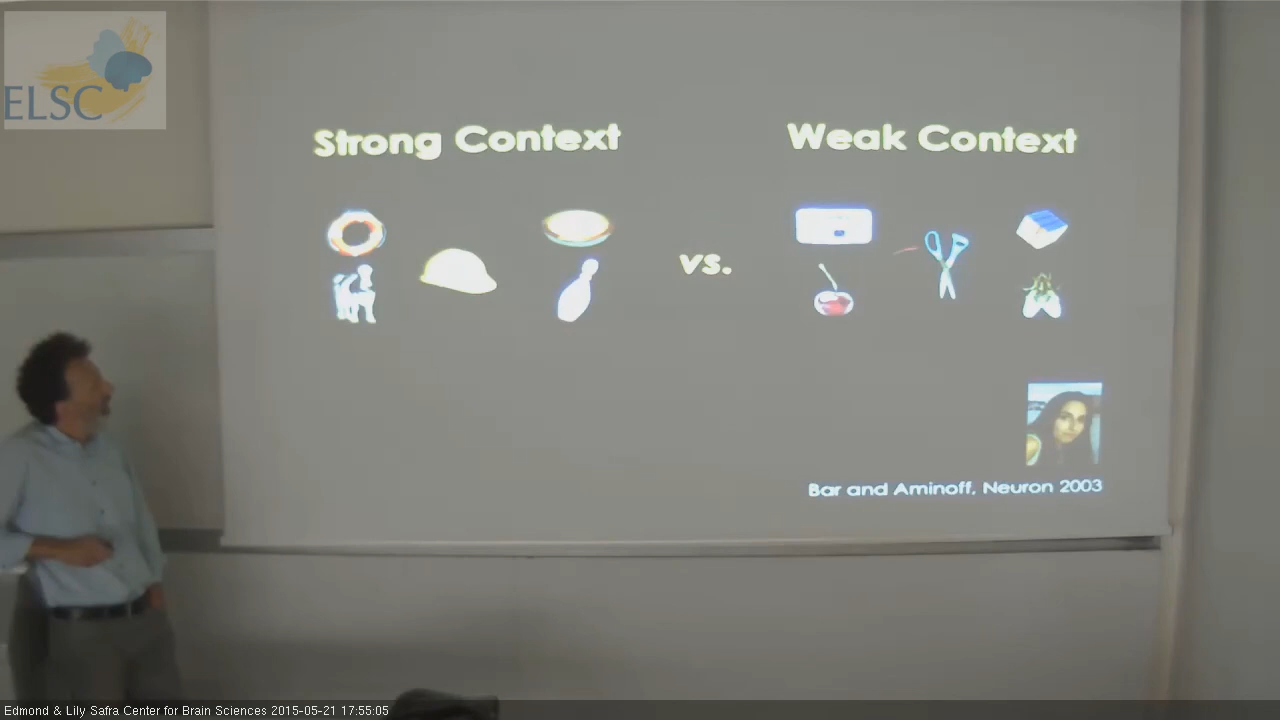 ELSC
Strong Context
Weak Context
vs.
Bar and Aminoff, Neuron 2003
Edmond & Lily Safra Center for Brain Sciences 2015-05-21 17:55:05